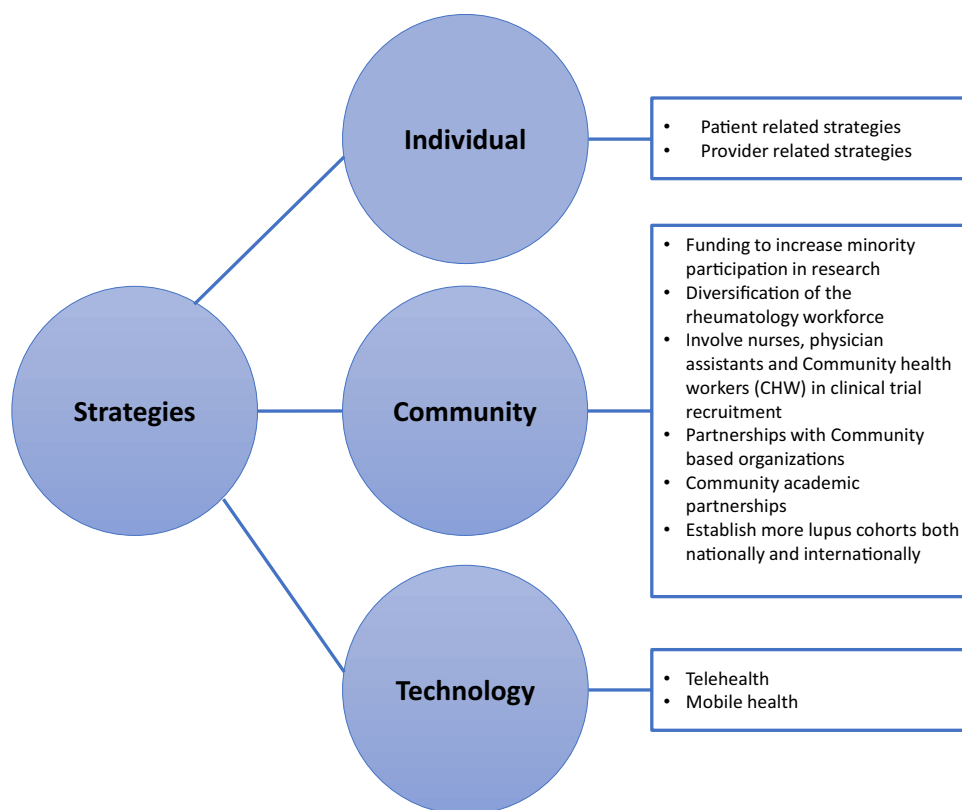 Individual
• Patient related strategies
• Provider related strategies
Strategies
Community
• Funding to increase minority
participation in research
• Diversification of the
rheumatology workforce
• Involve nurses, physician
assistants and Community health
workers (CHW) in clinical trial
recruitment
• Partnerships with Community
based organizations
• Community academic
partnerships
• Establish more lupus cohorts both
nationally and internationally
Technology
• Telehealth
• Mobile health